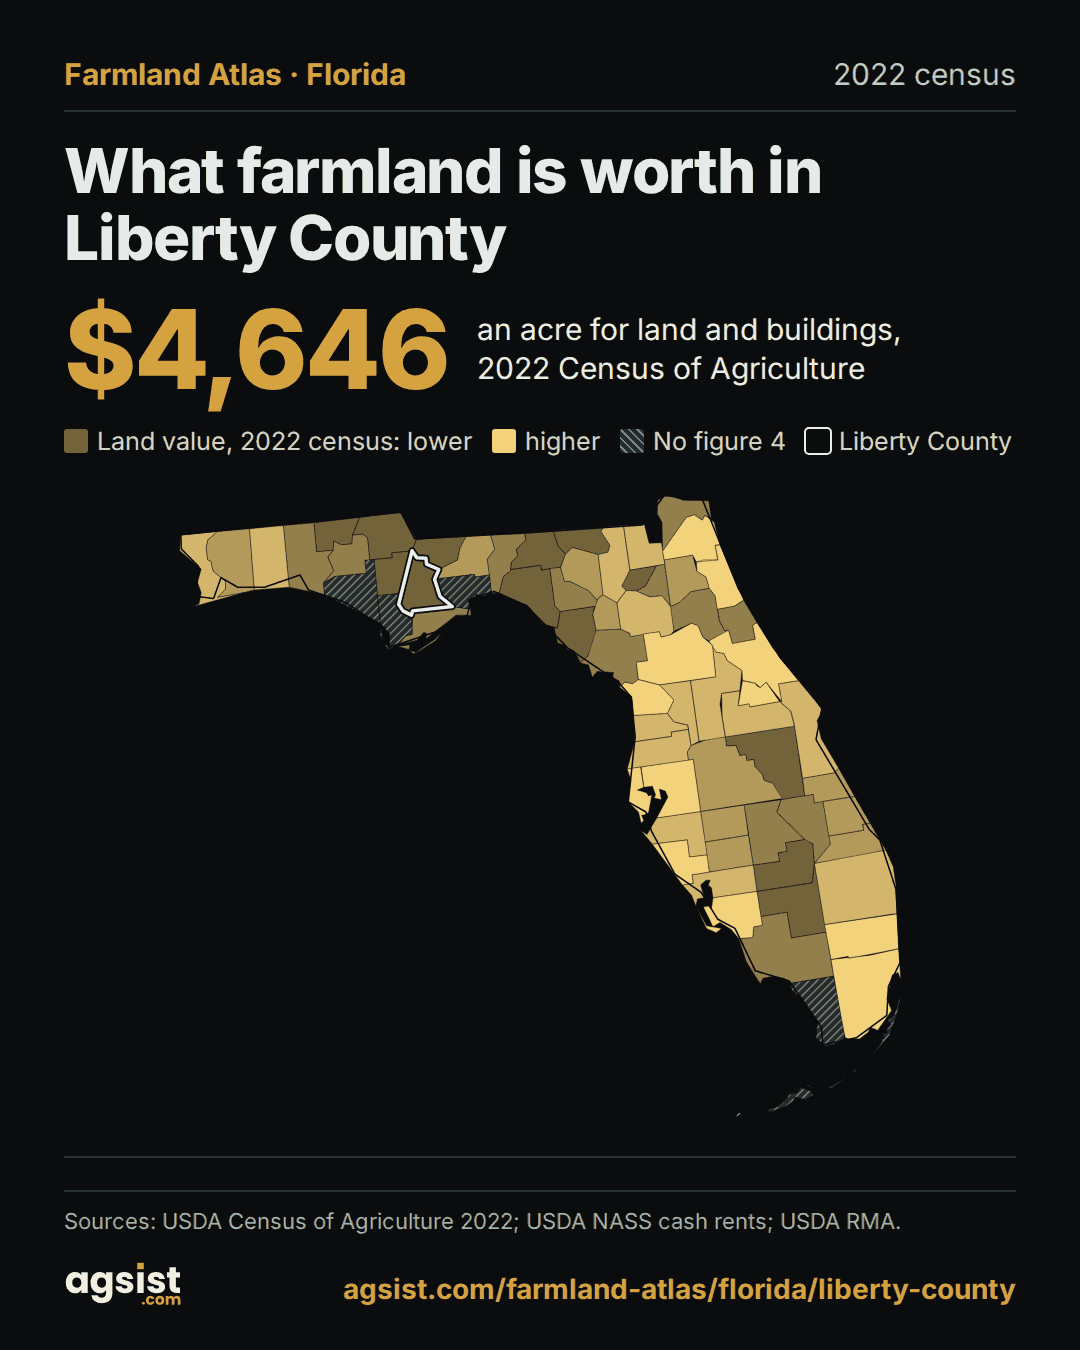 Farmland Atlas · Florida
2022 census
What farmland is worth in
Liberty County
$4,646
an acre for land and buildings,
2022 Census of Agriculture
Land value, 2022 census: lower
higher
No figure 4
Liberty County
Sources: USDA Census of Agriculture 2022; USDA NASS cash rents; USDA RMA.
agsist
.com
agsist.com/farmland-atlas/florida/liberty-county